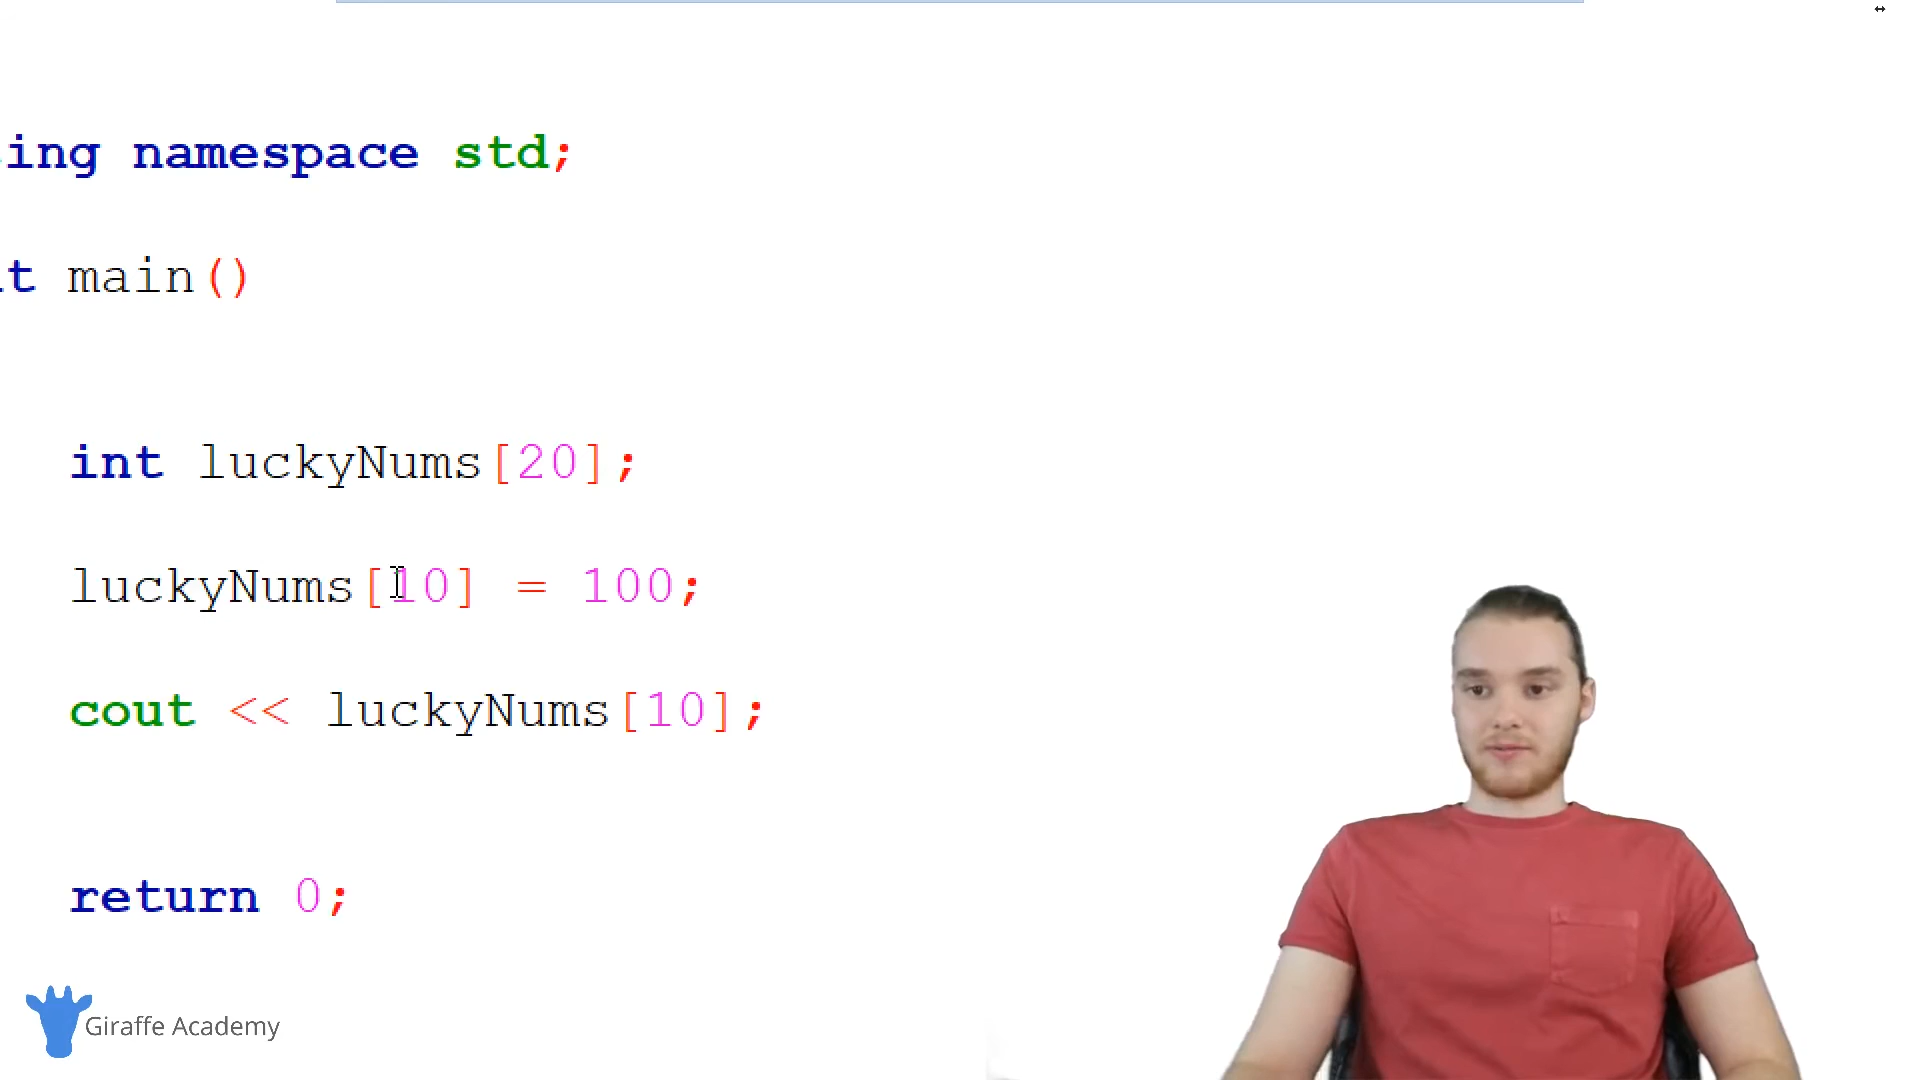 ing namespace std;
t main()
int luckyNums[20];
luckyNums[10] = 100;
cout << luckyNums[10];
return 0;
Giraffe Academy